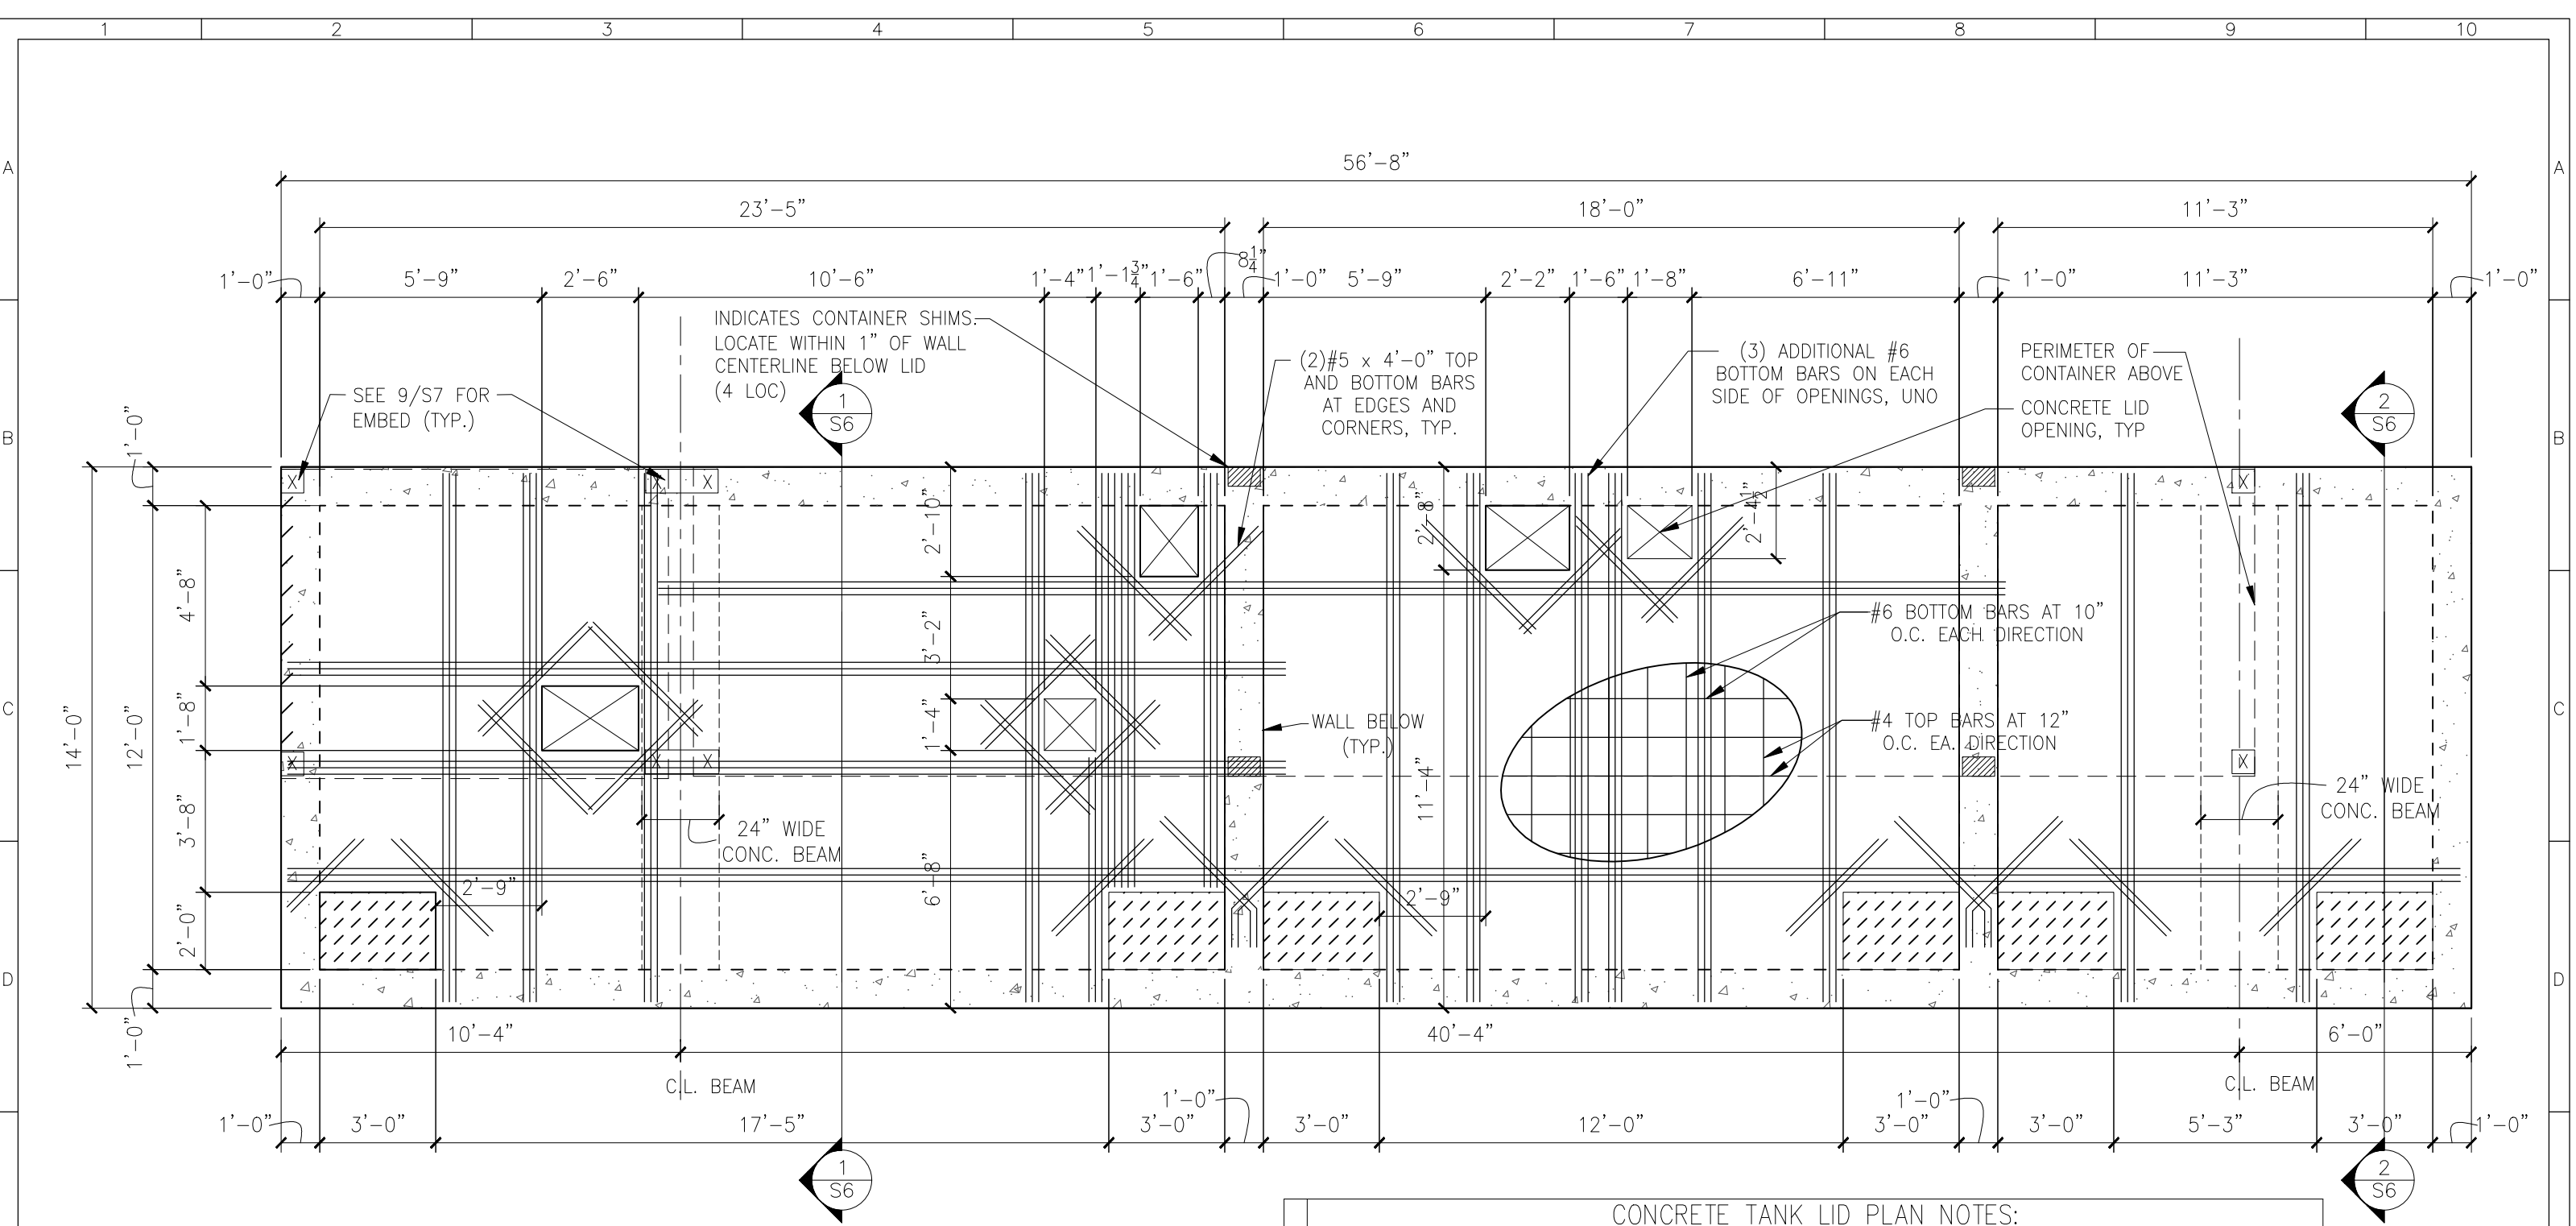 1 2 3 4 5 6 7 8 9 10
A A
56'-8"
23'-5" 18'-0" 11'-3"
1'-0" 5'-9" 2'-6" 10'-6" 1'-4" 1'-1 3/4" 1'-6" 8 1/4" 1'-0" 5'-9" 2'-2" 1'-6" 1'-8" 6'-11" 1'-0" 11'-3" 1'-0"
INDICATES CONTAINER SHIMS.
LOCATE WITHIN 1" OF WALL
CENTERLINE BELOW LID
(4 LOC)
SEE 9/S7 FOR
EMBED (TYP.)
1
S6
(2)#5 x 4'-0" TOP
AND BOTTOM BARS
AT EDGES AND
CORNERS, TYP.
(3) ADDITIONAL #6
BOTTOM BARS ON EACH
SIDE OF OPENINGS, UNO
PERIMETER OF
CONTAINER ABOVE
CONCRETE LID
OPENING, TYP
2
S6
B B
1'-0"
X X X X
2'-10"
2'-8"
2'-4 1/2"
4'-8"
3'-2"
#6 BOTTOM BARS AT 10"
O.C. EACH DIRECTION
C C
14'-0"
12'-0"
1'-8"
1'-4"
WALL BELOW
(TYP.)
#4 TOP BARS AT 12"
O.C. EA. DIRECTION
X X X X
11'-4"
3'-8"
24" WIDE
CONC. BEAM
24" WIDE
CONC. BEAM
6'-8"
2'-9" 2'-9"
2'-0"
D D
1'-0"
10'-4" 40'-4" 6'-0"
C.L. BEAM C.L. BEAM
1'-0" 3'-0" 17'-5" 3'-0" 1'-0" 3'-0" 12'-0" 3'-0" 1'-0" 3'-0" 5'-3" 3'-0" 1'-0"
1
S6
2
S6
CONCRETE TANK LID PLAN NOTES: